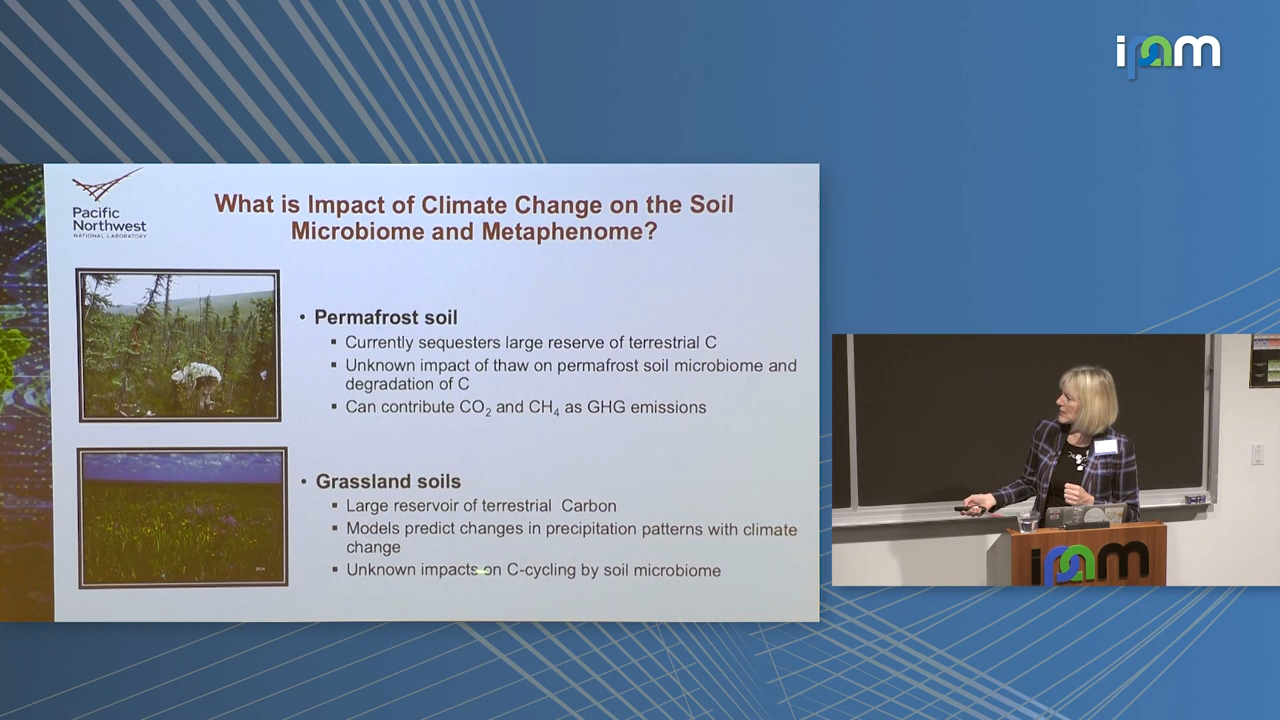 ipam
Pacific
Northwest
NATIONAL LABORATORY
What is Impact of Climate Change on the Soil
Microbiome and Metaphenome?
• Permafrost soil
▪ Currently sequesters large reserve of terrestrial C
▪ Unknown impact of thaw on permafrost soil microbiome and
degradation of C
▪ Can contribute CO₂ and CH₄ as GHG emissions
• Grassland soils
▪ Large reservoir of terrestrial Carbon
▪ Models predict changes in precipitation patterns with climate
change
▪ Unknown impacts on C-cycling by soil microbiome
ipam